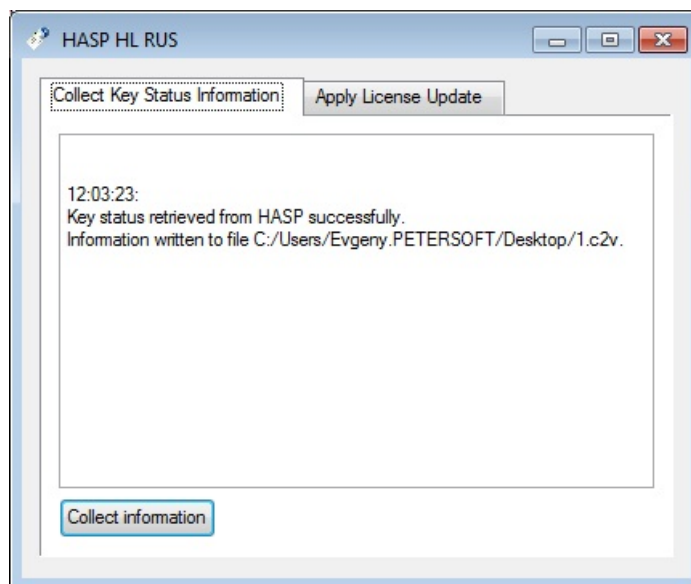 HASP HL RUS
Collect Key Status Information
Apply License Update
12:03:23:
Key status retrieved from HASP successfully.
Information written to file C:/Users/Evgeny.PETERSOFT/Desktop/1.c2v.
Collect information